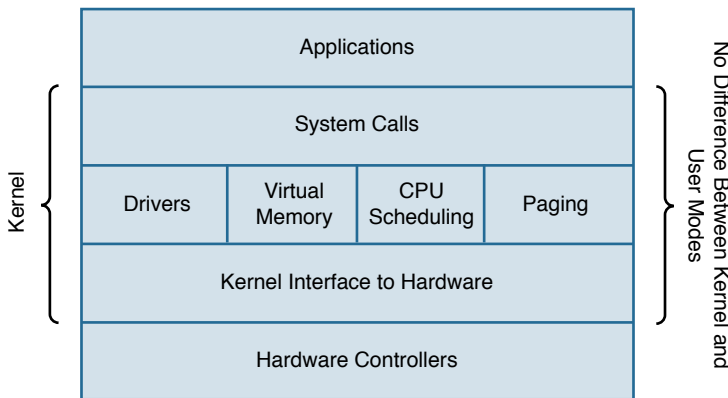 Applications
System Calls
Drivers
Virtual
Memory
CPU
Scheduling
Paging
Kernel Interface to Hardware
Hardware Controllers
Kernel
No Difference Between Kernel and
User Modes